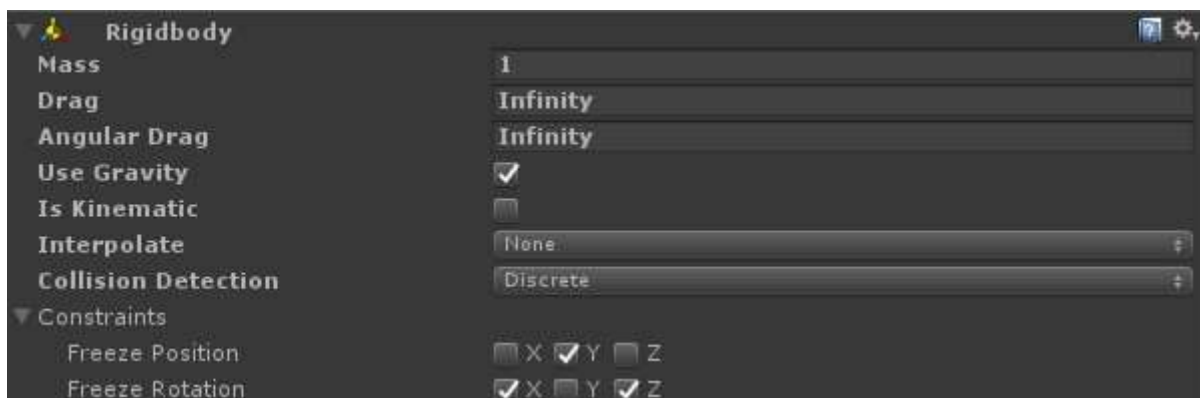 Rigidbody
Mass 1
Drag Infinity
Angular Drag Infinity
Use Gravity
Is Kinematic
Interpolate None
Collision Detection Discrete
Constraints
Freeze Position X Y Z
Freeze Rotation X Y Z